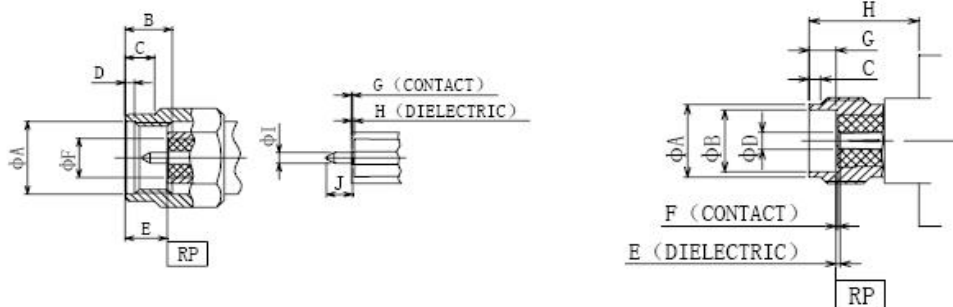 B
C
D
G (CONTACT)
H (DIELECTRIC)
ΦA
ΦF
ΦI
J
E
RP
H
G
C
ΦA
ΦB
ΦD
F (CONTACT)
E (DIELECTRIC)
RP